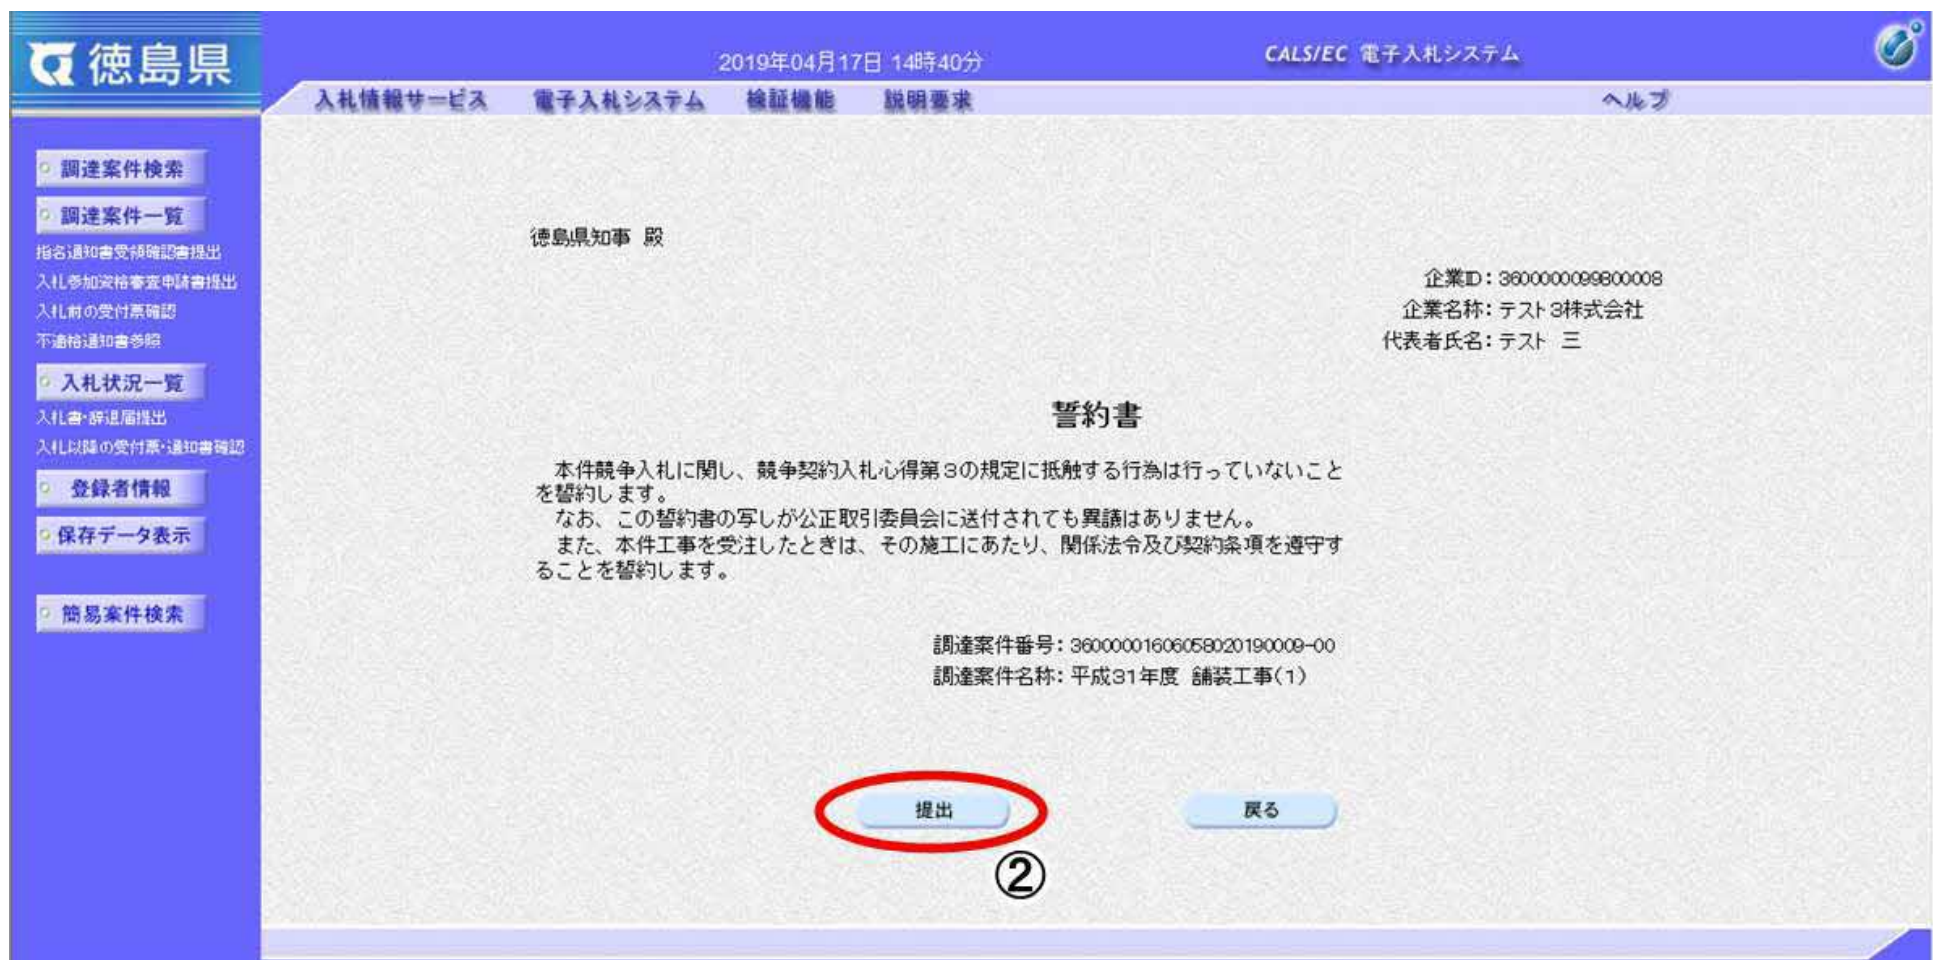 徳島県
2019年04月17日 14時40分
CALS/EC 電子入札システム
入札情報サービス 電子入札システム 検証機能 説明要求 ヘルプ
調達案件検索
調達案件一覧
指名通知書受領確認書提出
入札参加資格審査申請書提出
入札前の受付票確認
不適格通知書参照
入札状況一覧
入札書・辞退届提出
入札以降の受付票・通知書確認
登録者情報
保存データ表示
簡易案件検索
徳島県知事 殿
企業ID：3600000099800008
企業名称：テスト3株式会社
代表者氏名：テスト 三
誓約書
本件競争入札に関し、競争契約入札心得第3の規定に抵触する行為は行っていないこと
を誓約します。
なお、この誓約書の写しが公正取引委員会に送付されても異議はありません。
また、本件工事を受注したときは、その施工にあたり、関係法令及び契約条項を遵守す
ることを誓約します。
調達案件番号：36000001606058020190009-00
調達案件名称：平成31年度 舗装工事(1)
提出 戻る
②